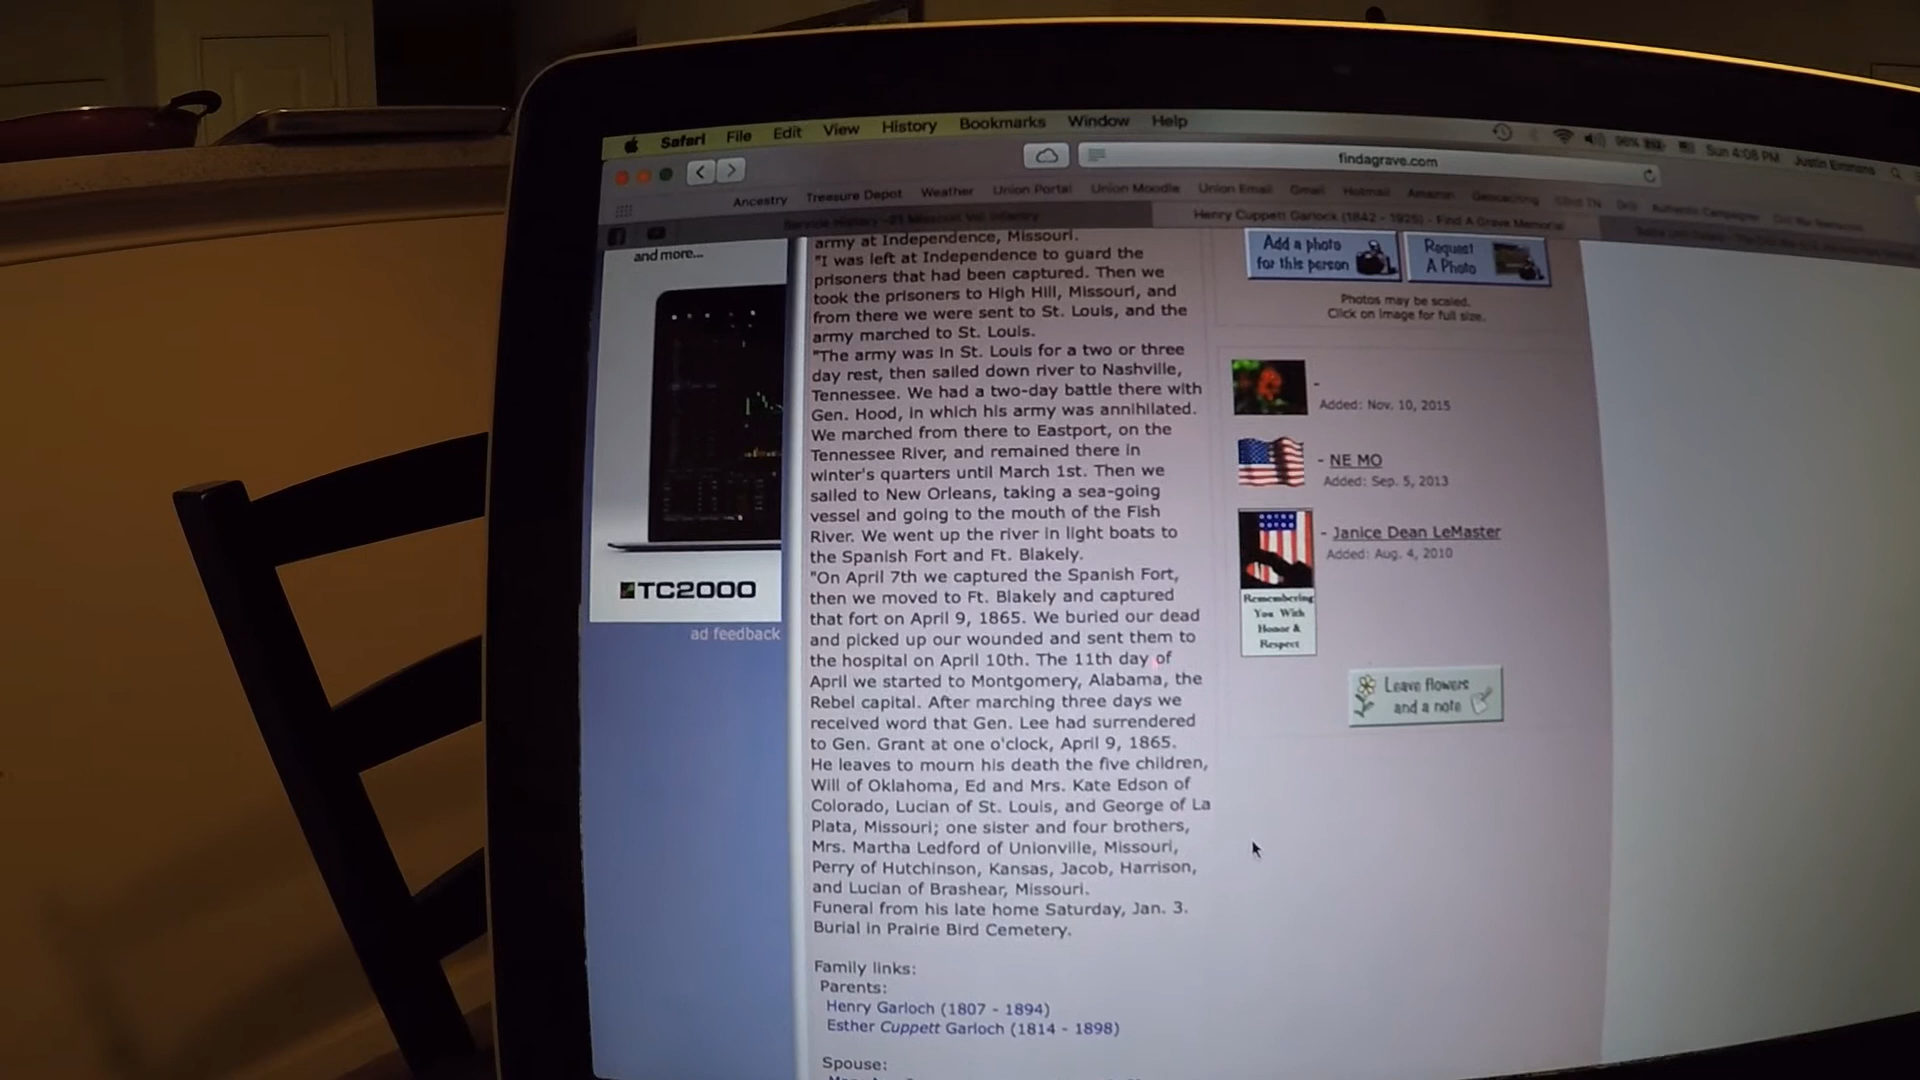 Safari File Edit View History Bookmarks Window Help
96% Sun 4:08 PM Justin Emmons
findagrave.com
Ancestry Treasure Depot Weather Union Portal Union Moodle Union Email Gmail Hotmail Amazon Geocaching
Henry Cuppett Garlock (1842 - 1925) - Find A Grave Memorial
and more...
TC2000
ad feedback
army at Independence, Missouri.
"I was left at Independence to guard the
prisoners that had been captured. Then we
took the prisoners to High Hill, Missouri, and
from there we were sent to St. Louis, and the
army marched to St. Louis.
"The army was in St. Louis for a two or three
day rest, then sailed down river to Nashville,
Tennessee. We had a two-day battle there with
Gen. Hood, in which his army was annihilated.
We marched from there to Eastport, on the
Tennessee River, and remained there in
winter's quarters until March 1st. Then we
sailed to New Orleans, taking a sea-going
vessel and going to the mouth of the Fish
River. We went up the river in light boats to
the Spanish Fort and Ft. Blakely.
"On April 7th we captured the Spanish Fort,
then we moved to Ft. Blakely and captured
that fort on April 9, 1865. We buried our dead
and picked up our wounded and sent them to
the hospital on April 10th. The 11th day of
April we started to Montgomery, Alabama, the
Rebel capital. After marching three days we
received word that Gen. Lee had surrendered
to Gen. Grant at one o'clock, April 9, 1865.
He leaves to mourn his death the five children,
Will of Oklahoma, Ed and Mrs. Kate Edson of
Colorado, Lucian of St. Louis, and George of La
Plata, Missouri; one sister and four brothers,
Mrs. Martha Ledford of Unionville, Missouri,
Perry of Hutchinson, Kansas, Jacob, Harrison,
and Lucian of Brashear, Missouri.
Funeral from his late home Saturday, Jan. 3.
Burial in Prairie Bird Cemetery.
Family links:
Parents:
Henry Garloch (1807 - 1894)
Esther Cuppett Garloch (1814 - 1898)
Spouse:
Add a photo
for this person
Request
A Photo
Photos may be scaled.
Click on image for full size.
-
Added: Nov. 10, 2015
- NE MO
Added: Sep. 5, 2013
- Janice Dean LeMaster
Added: Aug. 4, 2010
Remembering
You With
Honor &
Respect
Leave flowers
and a note